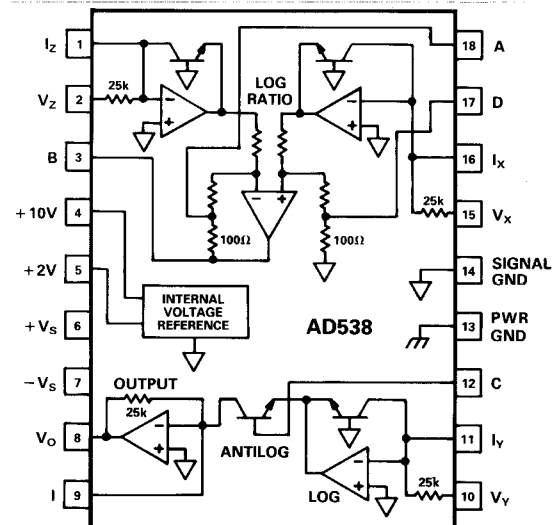 I_Z 1
18 A
25k
LOG
RATIO
V_Z 2
17 D
B 3
16 I_X
25k
+10V 4
15 V_X
100Ω
100Ω
+2V 5
14 SIGNAL
GND
INTERNAL
VOLTAGE
REFERENCE
+V_S 6
AD538
13 PWR
GND
-V_S 7
OUTPUT
12 C
25k
V_O 8
11 I_Y
ANTILOG
25k
I 9
LOG
10 V_Y